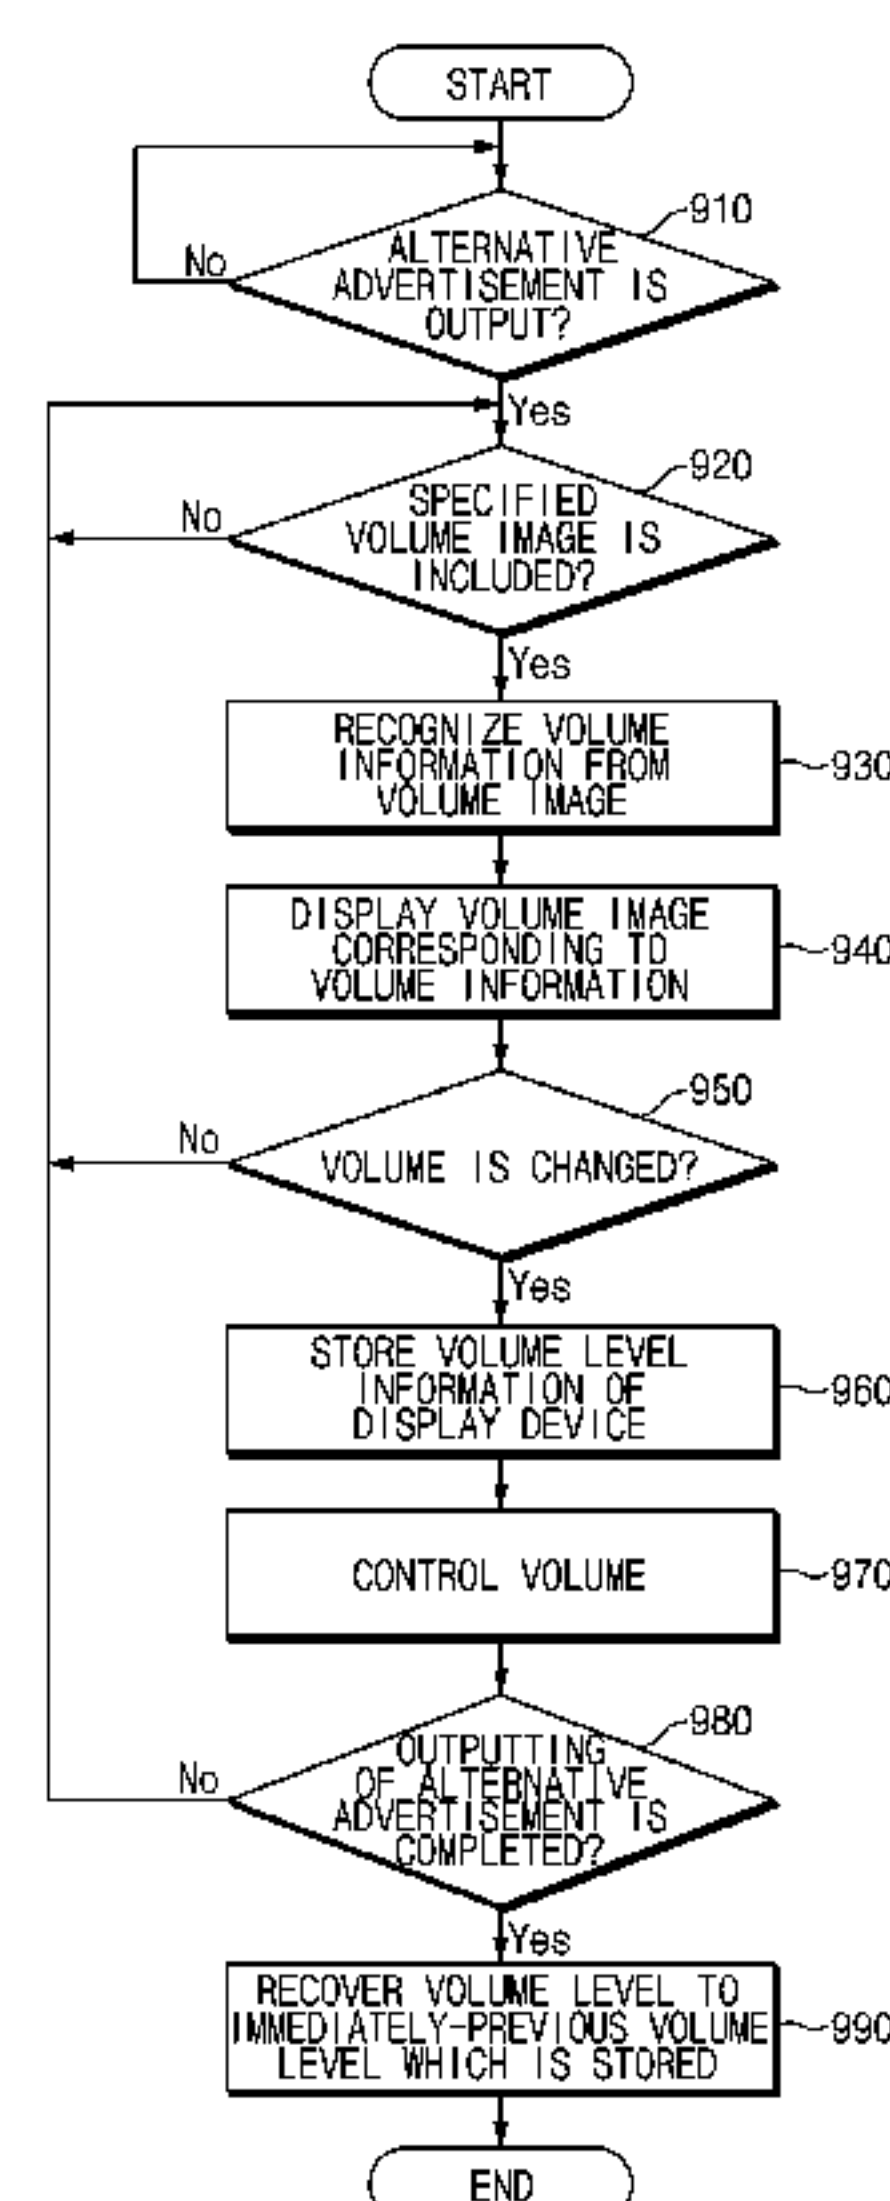 START
910
No
ALTERNATIVE
ADVERTISEMENT IS
OUTPUT?
Yes
920
No
SPECIFIED
VOLUME IMAGE IS
INCLUDED?
Yes
RECOGNIZE VOLUME
INFORMATION FROM
VOLUME IMAGE
930
DISPLAY VOLUME IMAGE
CORRESPONDING TO
VOLUME INFORMATION
940
950
No
VOLUME IS CHANGED?
Yes
STORE VOLUME LEVEL
INFORMATION OF
DISPLAY DEVICE
960
CONTROL VOLUME
970
980
No
OUTPUTTING
OF ALTERNATIVE
ADVERTISEMENT IS
COMPLETED?
Yes
RECOVER VOLUME LEVEL TO
IMMEDIATELY-PREVIOUS VOLUME
LEVEL WHICH IS STORED
990
END